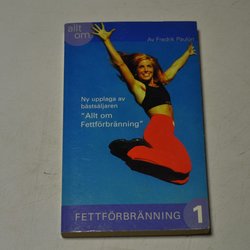 allt
om
Av Fredrik Paulún
Ny upplaga av
bästsäljaren
"Allt om
Fettförbränning"
FETTFÖRBRÄNNING 1